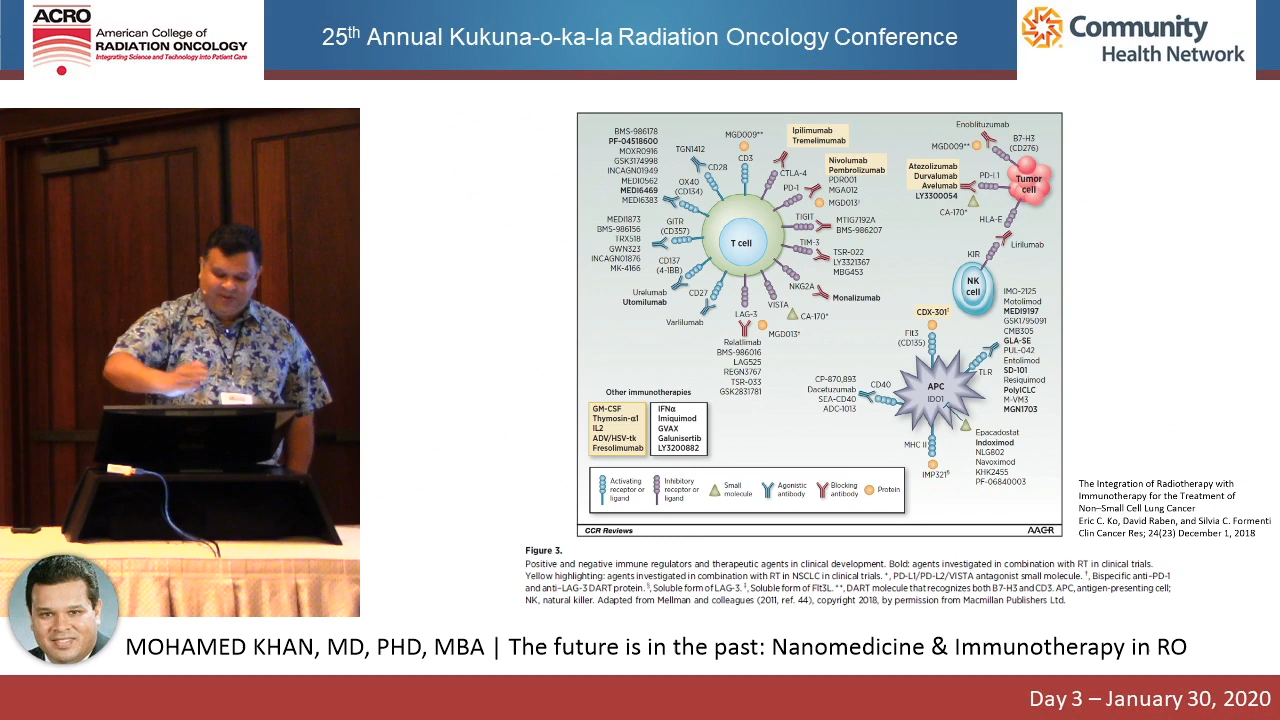 ACRO
American College of
RADIATION ONCOLOGY
Integrating Science and Technology into Patient Care
25th Annual Kukuna-o-ka-la Radiation Oncology Conference
Community
Health Network
BMS-986178
PF-04518600
MOXR0916
GSK3174998
INCAGN01949
MEDI0562
MEDI6469
MEDI6383
OX40
(CD134)
TGN1412
CD28
MGD009**
CD3
Ipilimumab
Tremelimumab
CTLA-4
Nivolumab
Pembrolizumab
PDR001
MGA012
MGD013†
PD-1
TIGIT
MTIG7192A
BMS-986207
TIM-3
TSR-022
LY3321367
MBG453
NKG2A
Monalizumab
VISTA
CA-170*
LAG-3
MGD013†
Relatlimab
BMS-986016
LAG525
REGN3767
TSR-033
GSK2831781
T cell
MEDI1873
BMS-986156
TRX518
GWN323
INCAGN01876
MK-4166
GITR
(CD357)
CD137
(4-1BB)
Urelumab
Utomilumab
CD27
Varlilumab
Enoblituzumab
MGD009**
B7-H3
(CD276)
Atezolizumab
Durvalumab
Avelumab
LY3300054
PD-L1
CA-170*
Tumor
cell
HLA-E
Lirilumab
KIR
NK
cell
CDX-301‡
Flt3
(CD135)
IMO-2125
Motolimod
MEDI9197
GSK1795091
CMB305
GLA-SE
PUL-042
Entolimod
SD-101
Resiquimod
PolyICLC
M-VM3
MGN1703
TLR
CP-870,893
Dacetuzumab
SEA-CD40
ADC-1013
CD40
APC
IDO1
MHC II
IMP321§
Epacadostat
Indoximod
NLG802
Navoximod
KHK2455
PF-06840003
Other immunotherapies
GM-CSF
Thymosin-α1
IL2
ADV/HSV-tk
Fresolimumab
IFNα
Imiquimod
GVAX
Galunisertib
LY3200882
Activating
receptor or
ligand
Inhibitory
receptor or
ligand
Small
molecule
Agonistic
antibody
Blocking
antibody
Protein
CCR Reviews
AACR
The Integration of Radiotherapy with
Immunotherapy for the Treatment of
Non–Small Cell Lung Cancer
Eric C. Ko, David Raben, and Silvia C. Formenti
Clin Cancer Res; 24(23) December 1, 2018
Figure 3.
Positive and negative immune regulators and therapeutic agents in clinical development. Bold: agents investigated in combination with RT in clinical trials.
Yellow highlighting: agents investigated in combination with RT in NSCLC in clinical trials. *, PD-L1/PD-L2/VISTA antagonist small molecule. †, Bispecific anti–PD-1
and anti–LAG-3 DART protein. §, Soluble form of LAG-3. ‡, Soluble form of Flt3L. **, DART molecule that recognizes both B7-H3 and CD3. APC, antigen-presenting cell;
NK, natural killer. Adapted from Mellman and colleagues (2011, ref. 44), copyright 2018, by permission from Macmillan Publishers Ltd.
MOHAMED KHAN, MD, PHD, MBA | The future is in the past: Nanomedicine & Immunotherapy in RO
Day 3 – January 30, 2020